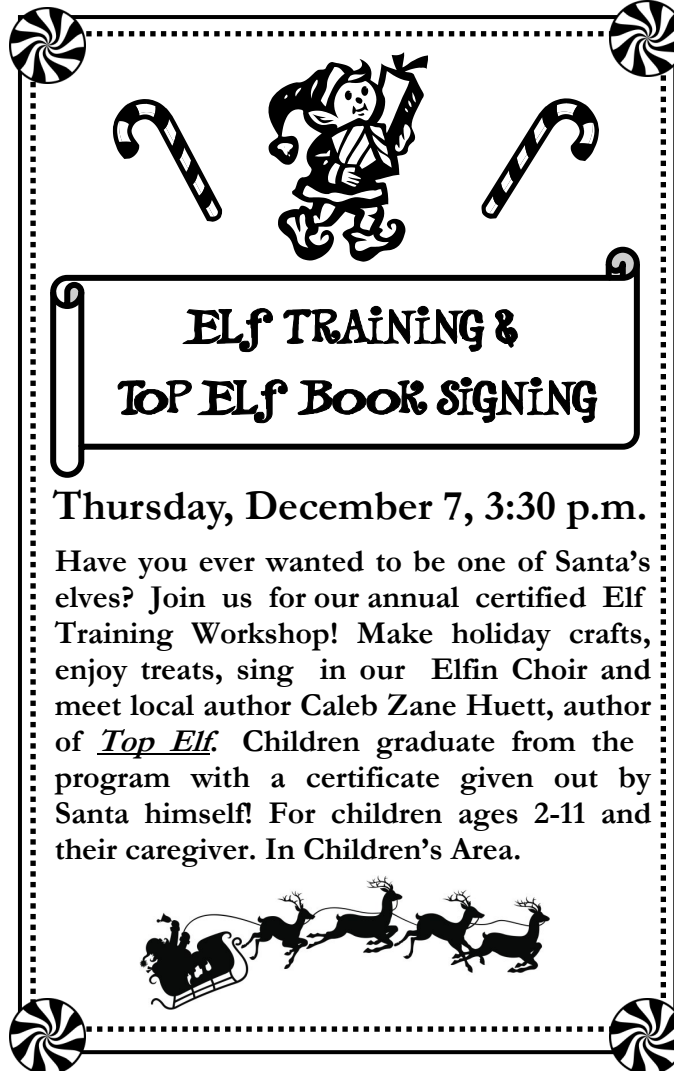 Elf Training &
Top Elf Book Signing
Thursday, December 7, 3:30 p.m.
Have you ever wanted to be one of Santa’s
elves? Join us for our annual certified Elf
Training Workshop! Make holiday crafts,
enjoy treats, sing in our Elfin Choir and
meet local author Caleb Zane Huett, author
of Top Elf. Children graduate from the
program with a certificate given out by
Santa himself! For children ages 2-11 and
their caregiver. In Children’s Area.